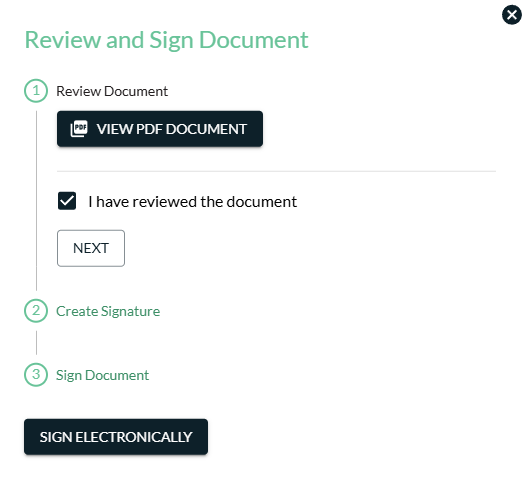 Review and Sign Document
1 Review Document
PDF VIEW PDF DOCUMENT
I have reviewed the document
NEXT
2 Create Signature
3 Sign Document
SIGN ELECTRONICALLY